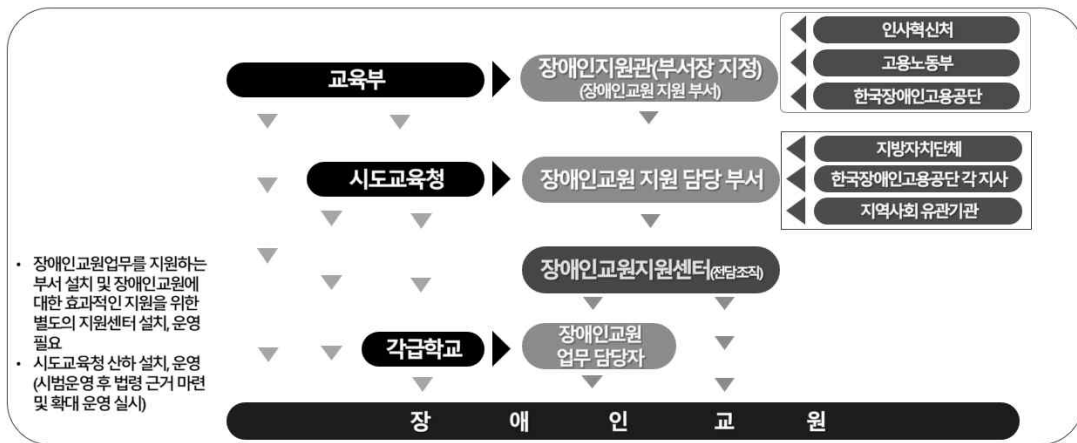 인사혁신처
교육부
장애인지원관(부서장 지정)
(장애인교원 지원 부서)
고용노동부
한국장애인고용공단
지방자치단체
시도교육청
장애인교원 지원 담당 부서
한국장애인고용공단 각 지사
지역사회 유관기관
• 장애인교원업무를 지원하는
부서 설치 및 장애인교원에
대한 효과적인 지원을 위한
별도의 지원센터 설치, 운영
필요
• 시도교육청 산하 설치, 운영
(시범운영 후 법령 근거 마련
및 확대 운영 실시)
장애인교원지원센터(전담조직)
각급학교
장애인교원
업무 담당자
장 애 인 교 원